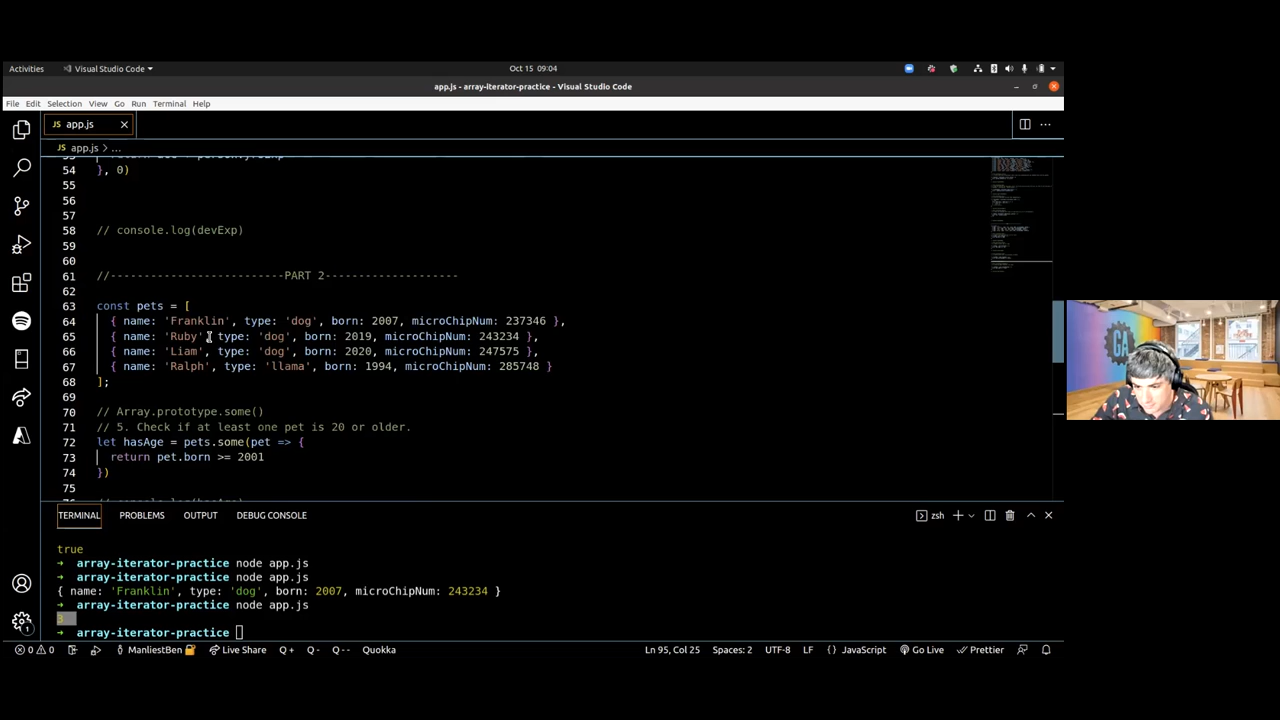 Activities
Visual Studio Code
Oct 15 09:04
app.js - array-iterator-practice - Visual Studio Code
File Edit Selection View Go Run Terminal Help
JS app.js
JS app.js > ...
54 }, 0)
55
56
57
58 // console.log(devExp)
59
60
61 //--------------------------PART 2-------------------
62
63 const pets = [
64 { name: 'Franklin', type: 'dog', born: 2007, microChipNum: 237346 },
65 { name: 'Ruby', type: 'dog', born: 2019, microChipNum: 243234 },
66 { name: 'Liam', type: 'dog', born: 2020, microChipNum: 247575 },
67 { name: 'Ralph', type: 'llama', born: 1994, microChipNum: 285748 }
68 ];
69
70 // Array.prototype.some()
71 // 5. Check if at least one pet is 20 or older.
72 let hasAge = pets.some(pet => {
73 return pet.born >= 2001
74 })
75
TERMINAL PROBLEMS OUTPUT DEBUG CONSOLE
zsh
true
→ array-iterator-practice node app.js
→ array-iterator-practice node app.js
{ name: 'Franklin', type: 'dog', born: 2007, microChipNum: 243234 }
→ array-iterator-practice node app.js
3
→ array-iterator-practice
0 0 ManliestBen Live Share Q + Q - Q -- Quokka
Ln 95, Col 25 Spaces: 2 UTF-8 LF { } JavaScript Go Live Prettier
GA